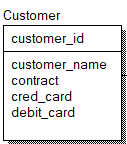 Customer
customer_id
customer_name
contract
cred_card
debit_card